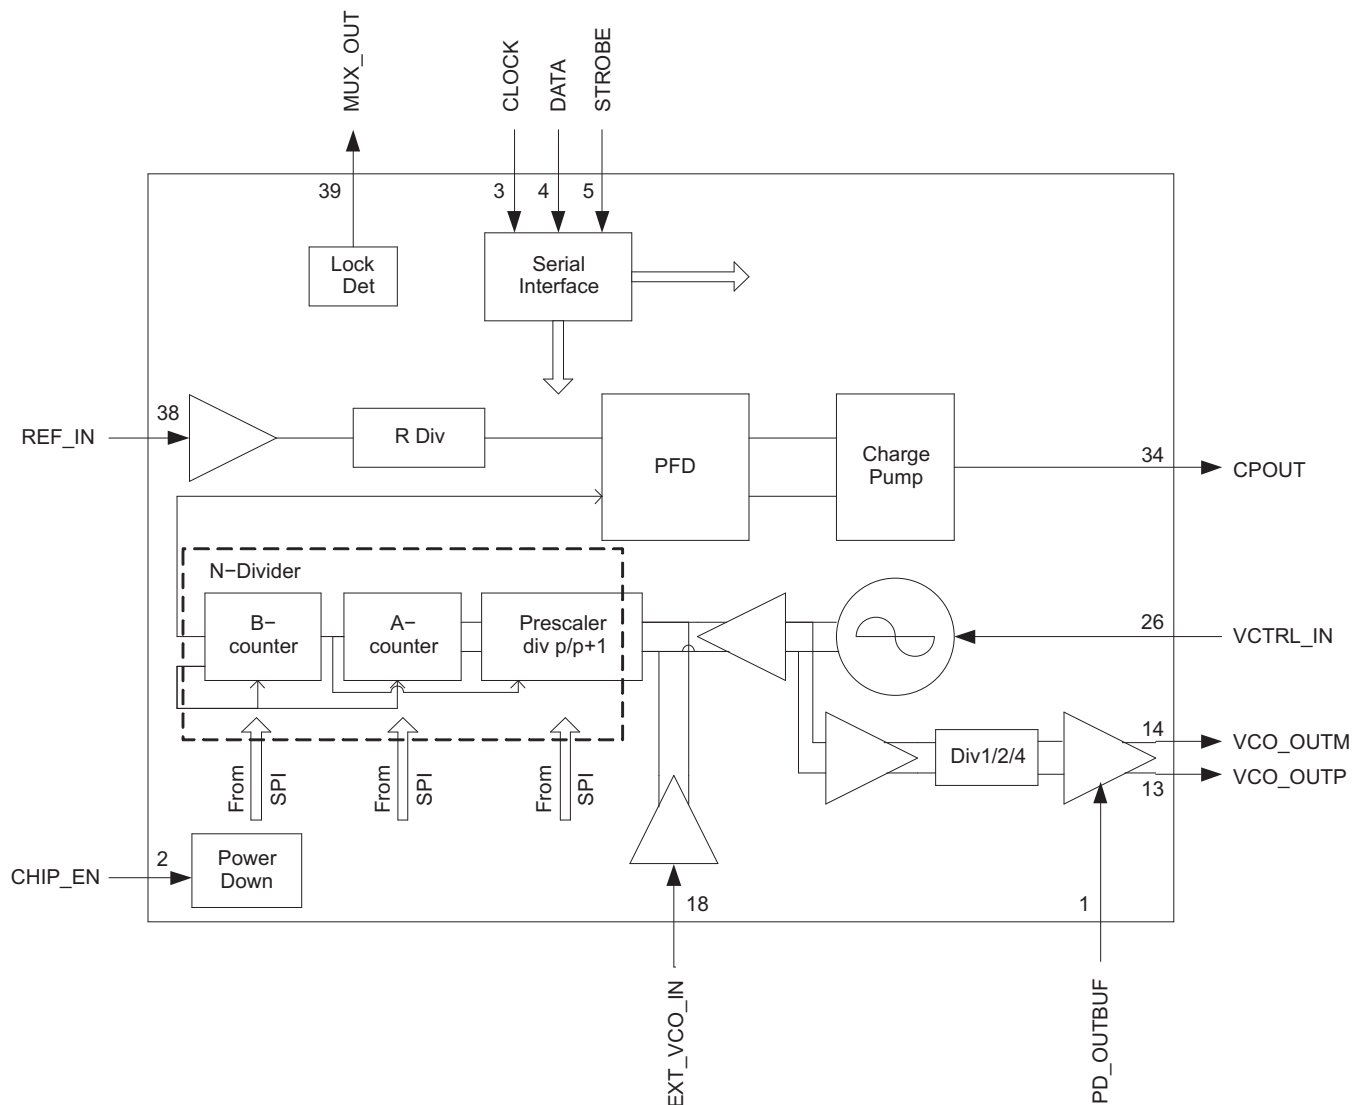 MUX_OUT
CLOCK
DATA
STROBE
39
3
4
5
Lock
Det
Serial
Interface
REF_IN
38
R Div
PFD
Charge
Pump
34
CPOUT
N−Divider
B−
counter
A−
counter
Prescaler
div p/p+1
26
VCTRL_IN
From
SPI
From
SPI
From
SPI
Div1/2/4
14
VCO_OUTM
VCO_OUTP
13
CHIP_EN
2
Power
Down
18
1
EXT_VCO_IN
PD_OUTBUF